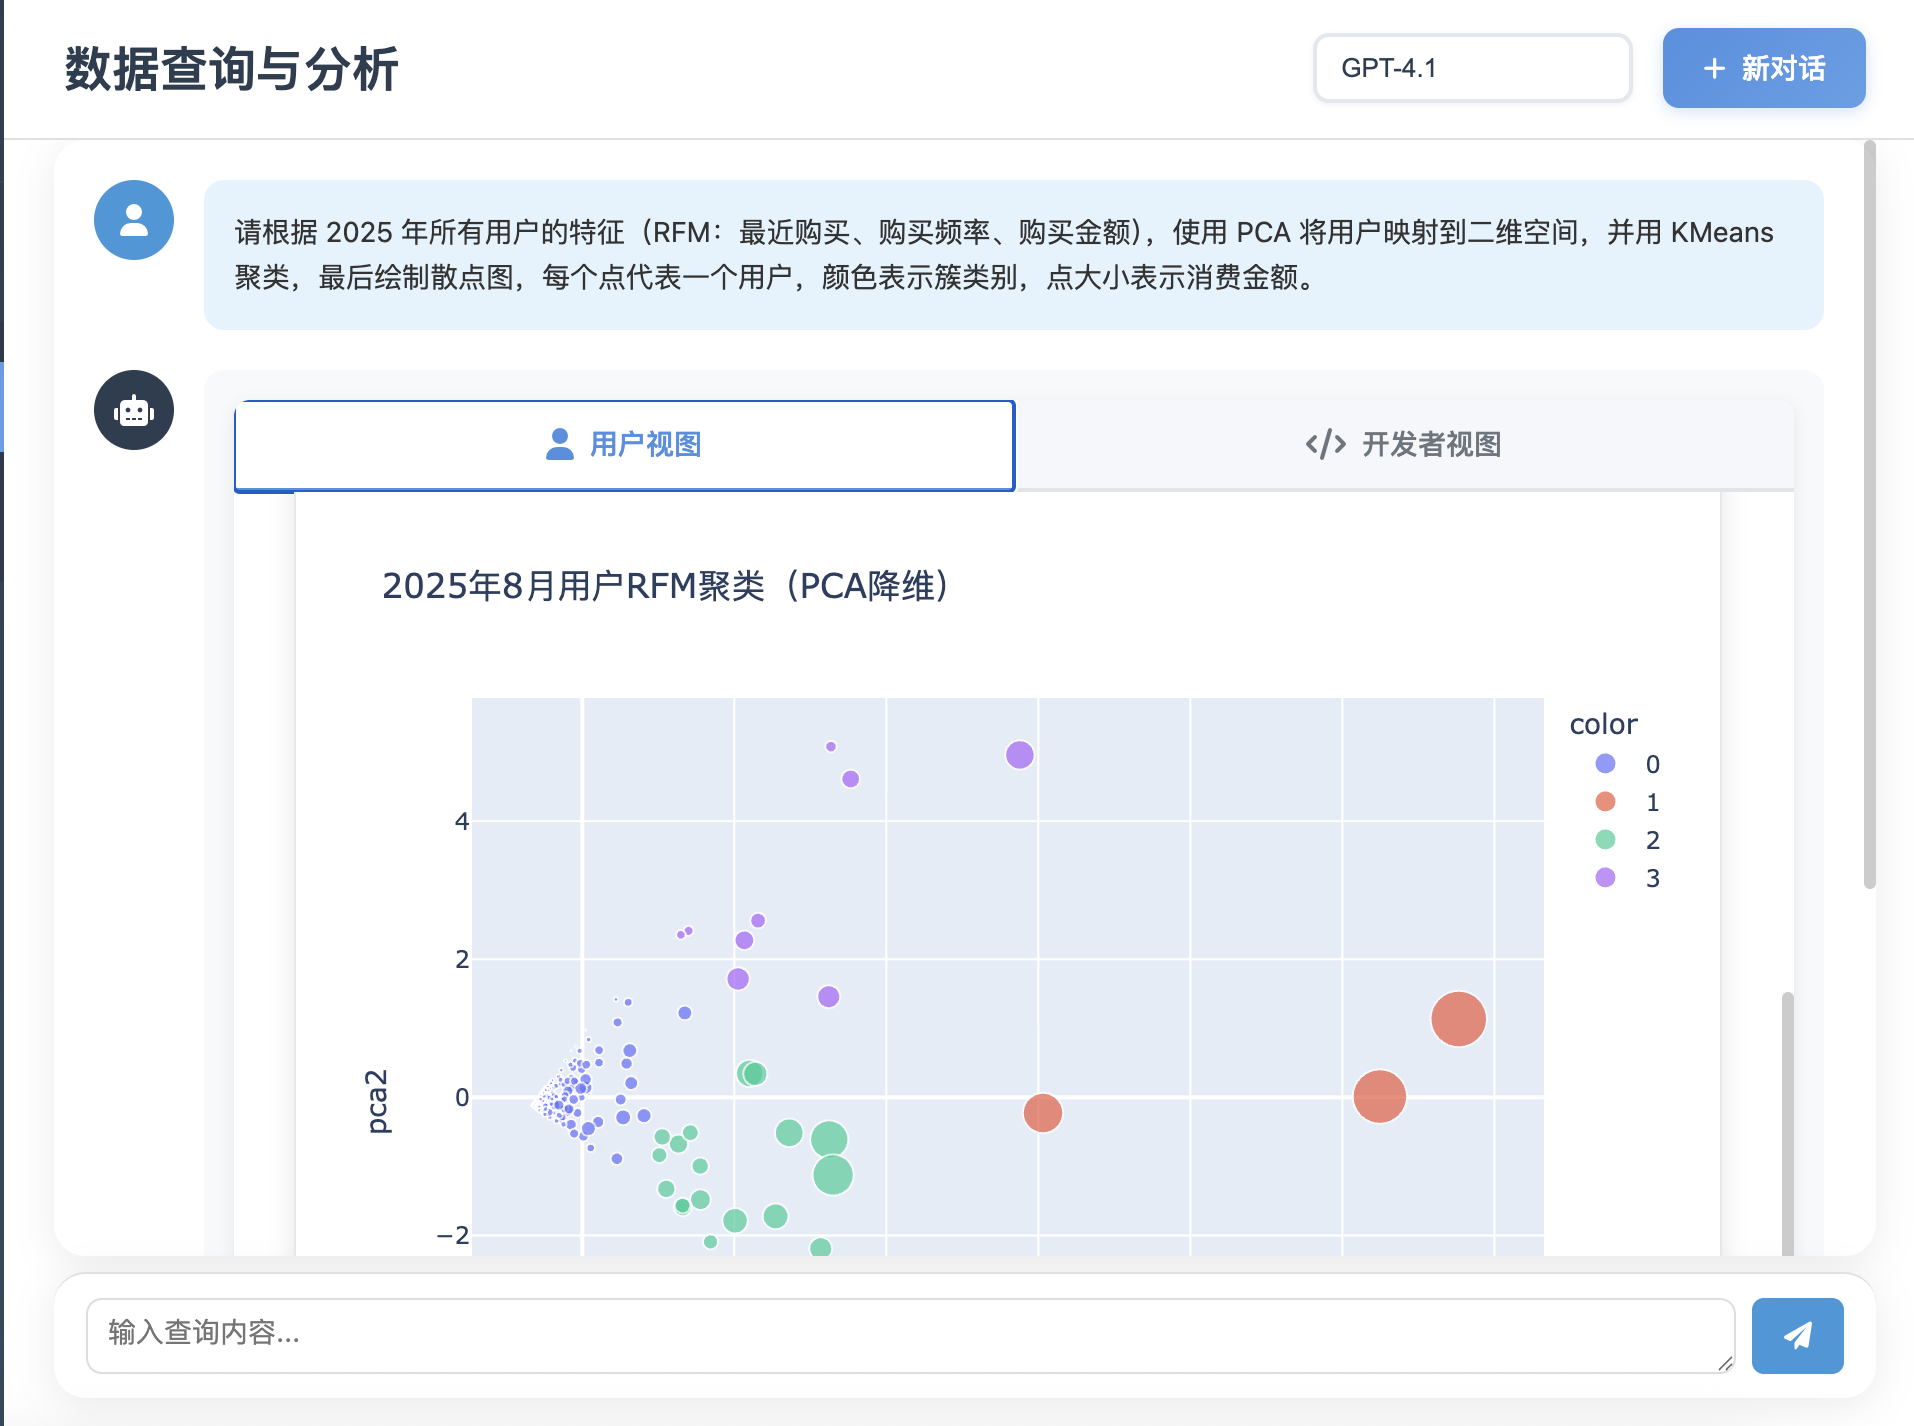 数据查询与分析
GPT-4.1
+ 新对话
请根据 2025 年所有用户的特征（RFM：最近购买、购买频率、购买金额），使用 PCA 将用户映射到二维空间，并用 KMeans
聚类，最后绘制散点图，每个点代表一个用户，颜色表示簇类别，点大小表示消费金额。
用户视图
</> 开发者视图
2025年8月用户RFM聚类（PCA降维）
color
0
1
2
3
4
2
0
−2
pca2
输入查询内容...